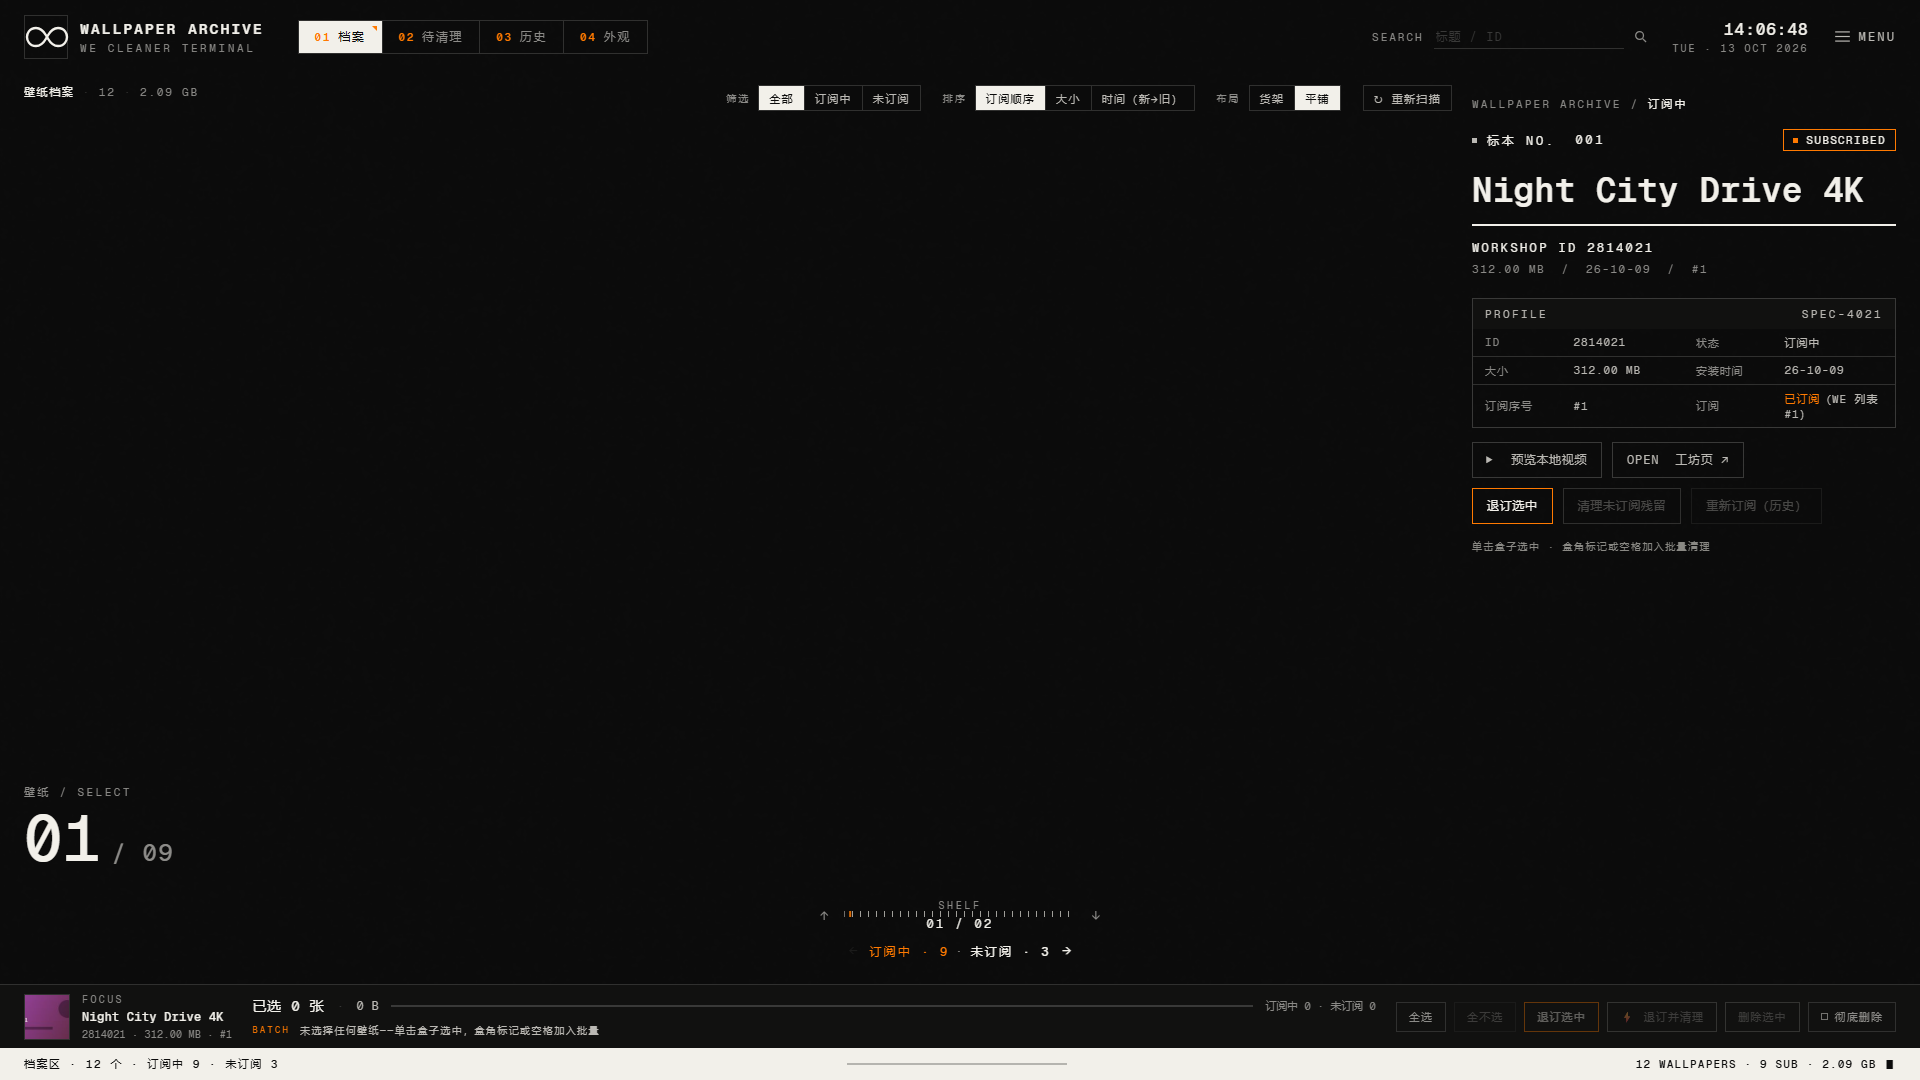 WALLPAPER ARCHIVE
WE CLEANER TERMINAL
01 档案
02 待清理
03 历史
04 外观
SEARCH 标题 / ID
14:06:48
TUE · 13 OCT 2026
MENU
壁纸档案 · 12 · 2.09 GB
筛选 全部 订阅中 未订阅
排序 订阅顺序 大小 时间 (新→旧)
布局 货架 平铺
↻ 重新扫描
WALLPAPER ARCHIVE / 订阅中
标本 NO. 001
SUBSCRIBED
Night City Drive 4K
WORKSHOP ID 2814021
312.00 MB / 26-10-09 / #1
PROFILE SPEC-4021
ID 2814021 状态 订阅中
大小 312.00 MB 安装时间 26-10-09
订阅序号 #1 订阅 已订阅 (WE 列表 #1)
▶ 预览本地视频
OPEN 工坊页 ↗
退订选中
清理未订阅残留
重新订阅 (历史)
单击盒子选中 · 盒角标记或空格加入批量清理
壁纸 / SELECT
01 / 09
SHELF
↑ ↓
01 / 02
← 订阅中 · 9 · 未订阅 · 3 →
FOCUS
Night City Drive 4K
2814021 · 312.00 MB · #1
已选 0 张 · 0 B
订阅中 0 · 未订阅 0
BATCH 未选择任何壁纸——单击盒子选中, 盒角标记或空格加入批量
全选
全不选
退订选中
退订并清理
删除选中
彻底删除
档案区 · 12 个 · 订阅中 9 · 未订阅 3
12 WALLPAPERS · 9 SUB · 2.09 GB